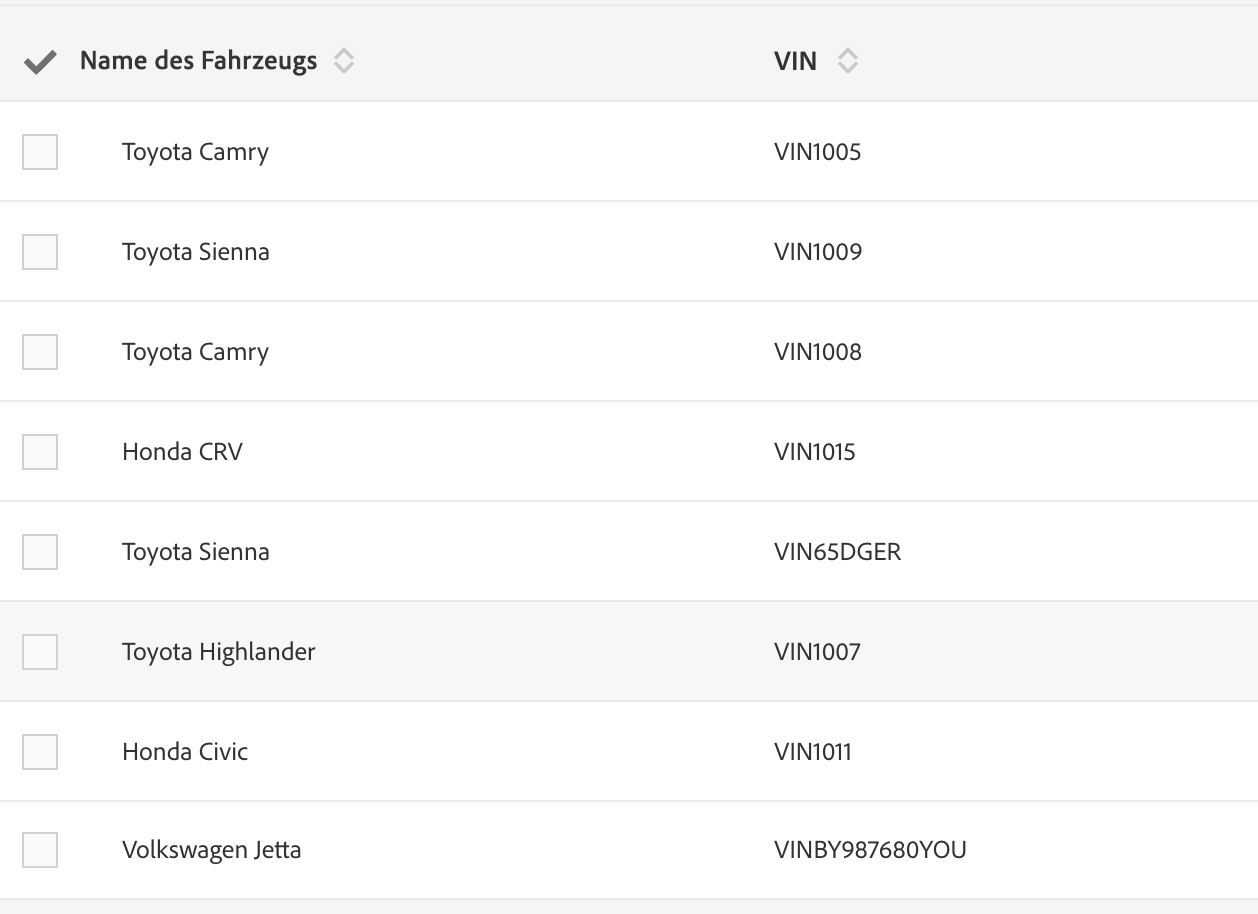 Name des Fahrzeugs VIN
Toyota Camry VIN1005
Toyota Sienna VIN1009
Toyota Camry VIN1008
Honda CRV VIN1015
Toyota Sienna VIN65DGER
Toyota Highlander VIN1007
Honda Civic VIN1011
Volkswagen Jetta VINBY987680YOU